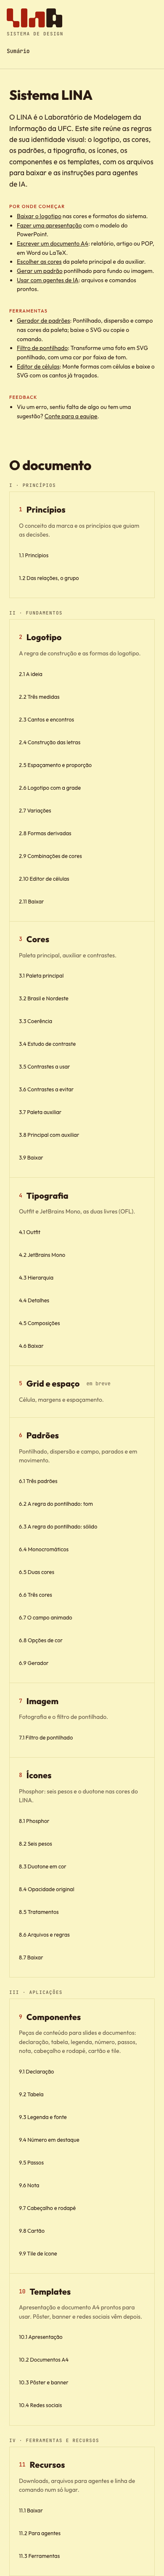 LINA
SISTEMA DE DESIGN
Sumário
Sistema LINA
O LINA é o Laboratório de Modelagem da
Informação da UFC. Este site reúne as regras
de sua identidade visual: o logotipo, as cores,
os padrões, a tipografia, os ícones, os
componentes e os templates, com os arquivos
para baixar e as instruções para agentes
de IA.
POR ONDE COMEÇAR
Baixar o logotipo nas cores e formatos do sistema.
Fazer uma apresentação com o modelo do
PowerPoint.
Escrever um documento A4: relatório, artigo ou POP,
em Word ou LaTeX.
Escolher as cores da paleta principal e da auxiliar.
Gerar um padrão pontilhado para fundo ou imagem.
Usar com agentes de IA: arquivos e comandos
prontos.
FERRAMENTAS
Gerador de padrões: Pontilhado, dispersão e campo
nas cores da paleta; baixe o SVG ou copie o
comando.
Filtro de pontilhado: Transforme uma foto em SVG
pontilhado, com uma cor por faixa de tom.
Editor de células: Monte formas com células e baixe o
SVG com os cantos já traçados.
FEEDBACK
Viu um erro, sentiu falta de algo ou tem uma
sugestão? Conte para a equipe.
O documento
I · PRINCÍPIOS
1 Princípios
O conceito da marca e os princípios que guiam
as decisões.
1.1 Princípios
1.2 Das relações, o grupo
II · FUNDAMENTOS
2 Logotipo
A regra de construção e as formas do logotipo.
2.1 A ideia
2.2 Três medidas
2.3 Cantos e encontros
2.4 Construção das letras
2.5 Espaçamento e proporção
2.6 Logotipo com a grade
2.7 Variações
2.8 Formas derivadas
2.9 Combinações de cores
2.10 Editor de células
2.11 Baixar
3 Cores
Paleta principal, auxiliar e contrastes.
3.1 Paleta principal
3.2 Brasil e Nordeste
3.3 Coerência
3.4 Estudo de contraste
3.5 Contrastes a usar
3.6 Contrastes a evitar
3.7 Paleta auxiliar
3.8 Principal com auxiliar
3.9 Baixar
4 Tipografia
Outfit e JetBrains Mono, as duas livres (OFL).
4.1 Outfit
4.2 JetBrains Mono
4.3 Hierarquia
4.4 Detalhes
4.5 Composições
4.6 Baixar
5 Grid e espaço em breve
Célula, margens e espaçamento.
6 Padrões
Pontilhado, dispersão e campo, parados e em
movimento.
6.1 Três padrões
6.2 A regra do pontilhado: tom
6.3 A regra do pontilhado: sólido
6.4 Monocromáticos
6.5 Duas cores
6.6 Três cores
6.7 O campo animado
6.8 Opções de cor
6.9 Gerador
7 Imagem
Fotografia e o filtro de pontilhado.
7.1 Filtro de pontilhado
8 Ícones
Phosphor: seis pesos e o duotone nas cores do
LINA.
8.1 Phosphor
8.2 Seis pesos
8.3 Duotone em cor
8.4 Opacidade original
8.5 Tratamentos
8.6 Arquivos e regras
8.7 Baixar
III · APLICAÇÕES
9 Componentes
Peças de conteúdo para slides e documentos:
declaração, tabela, legenda, número, passos,
nota, cabeçalho e rodapé, cartão e tile.
9.1 Declaração
9.2 Tabela
9.3 Legenda e fonte
9.4 Número em destaque
9.5 Passos
9.6 Nota
9.7 Cabeçalho e rodapé
9.8 Cartão
9.9 Tile de ícone
10 Templates
Apresentação e documento A4 prontos para
usar. Pôster, banner e redes sociais vêm depois.
10.1 Apresentação
10.2 Documentos A4
10.3 Pôster e banner
10.4 Redes sociais
IV · FERRAMENTAS E RECURSOS
11 Recursos
Downloads, arquivos para agentes e linha de
comando num só lugar.
11.1 Baixar
11.2 Para agentes
11.3 Ferramentas